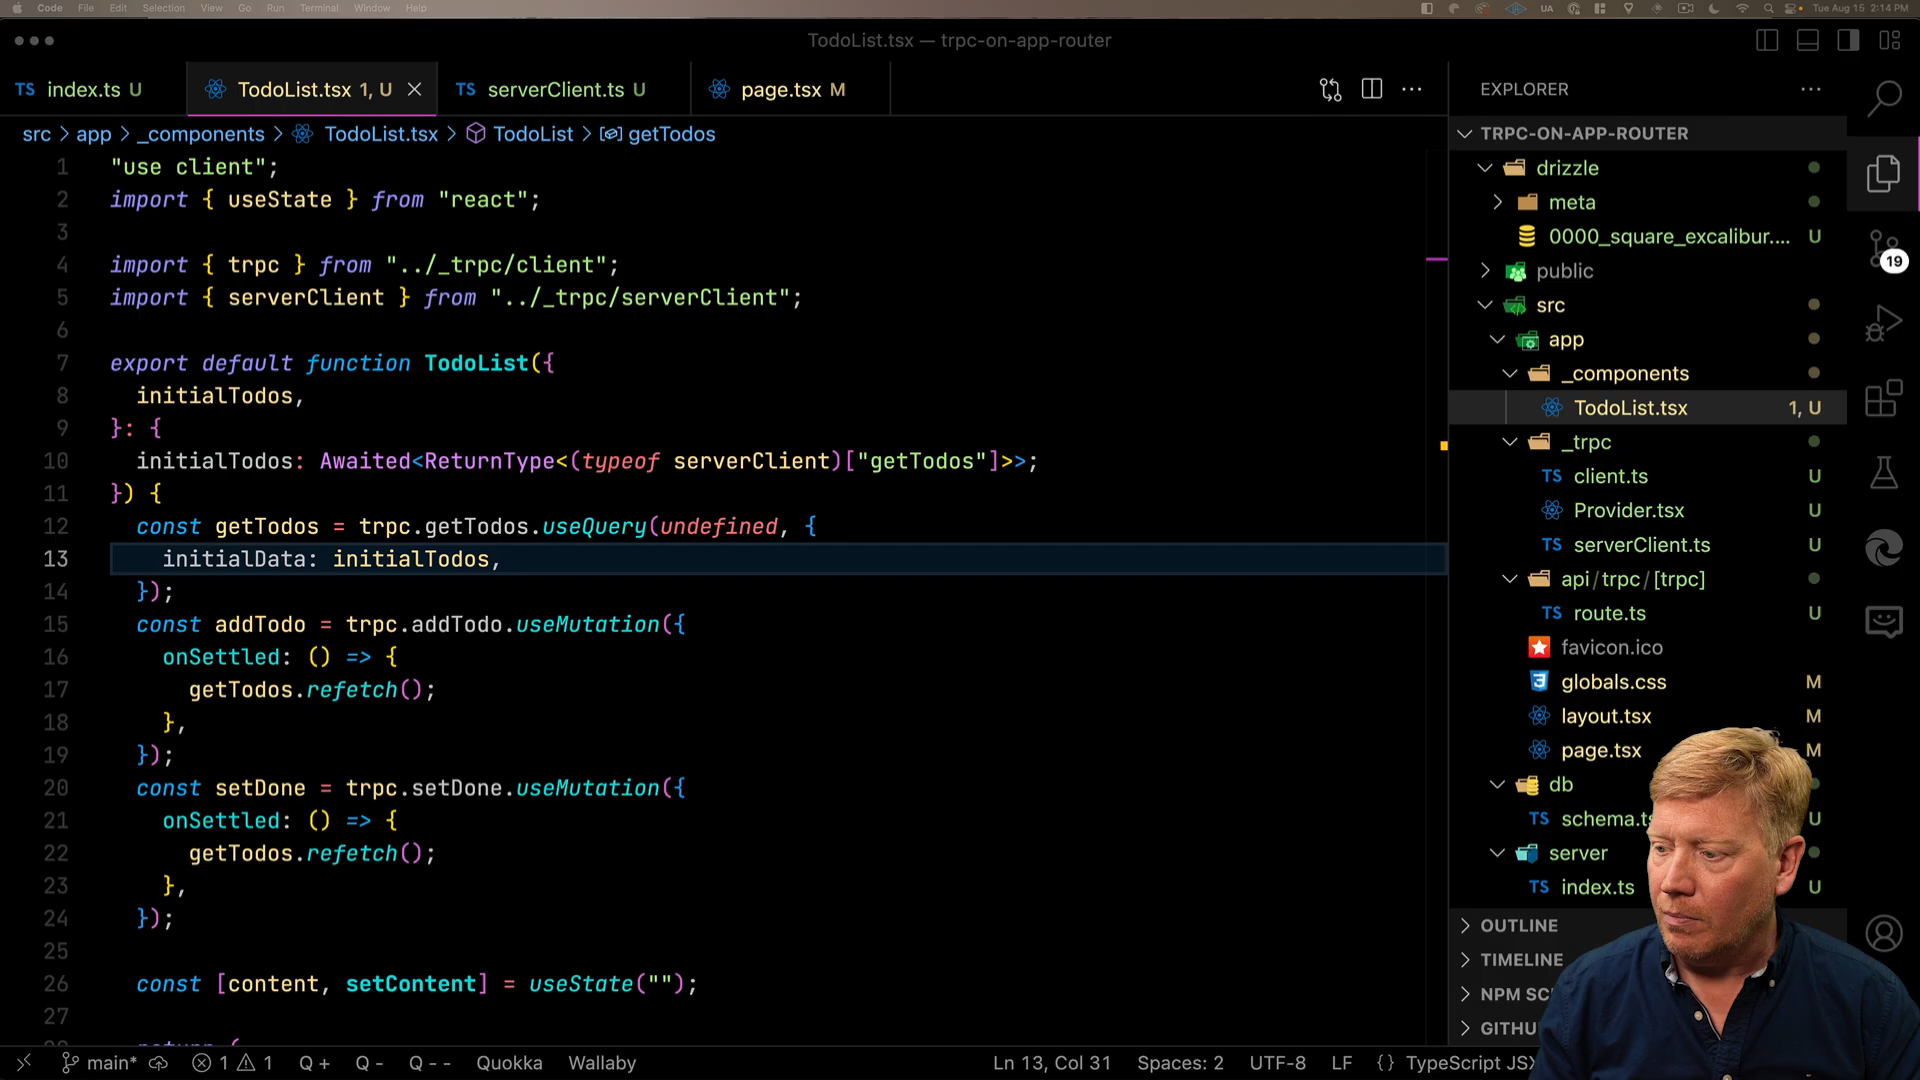 Code File Edit Selection View Go Run Terminal Window Help
UA
Tue Aug 15 2:14 PM
TodoList.tsx — trpc-on-app-router
TS index.ts U
TodoList.tsx 1, U
TS serverClient.ts U
page.tsx M
src > app > _components > TodoList.tsx > TodoList > getTodos
1 "use client";
2 import { useState } from "react";
3
4 import { trpc } from "../_trpc/client";
5 import { serverClient } from "../_trpc/serverClient";
6
7 export default function TodoList({
8 initialTodos,
9 }: {
10 initialTodos: Awaited<ReturnType<(typeof serverClient)["getTodos"]>>;
11 }) {
12 const getTodos = trpc.getTodos.useQuery(undefined, {
13 initialData: initialTodos,
14 });
15 const addTodo = trpc.addTodo.useMutation({
16 onSettled: () => {
17 getTodos.refetch();
18 },
19 });
20 const setDone = trpc.setDone.useMutation({
21 onSettled: () => {
22 getTodos.refetch();
23 },
24 });
25
26 const [content, setContent] = useState("");
27
EXPLORER
TRPC-ON-APP-ROUTER
drizzle
meta
0000_square_excalibur.... U
public
src
app
_components
TodoList.tsx 1, U
_trpc
TS client.ts U
Provider.tsx U
TS serverClient.ts U
api/trpc/[trpc]
TS route.ts U
favicon.ico
globals.css M
layout.tsx M
page.tsx M
db
TS schema.ts U
server
TS index.ts U
OUTLINE
TIMELINE
NPM SC
GITHU
19
main* 1 1 Q + Q - Q - - Quokka Wallaby
Ln 13, Col 31 Spaces: 2 UTF-8 LF {} TypeScript JSX